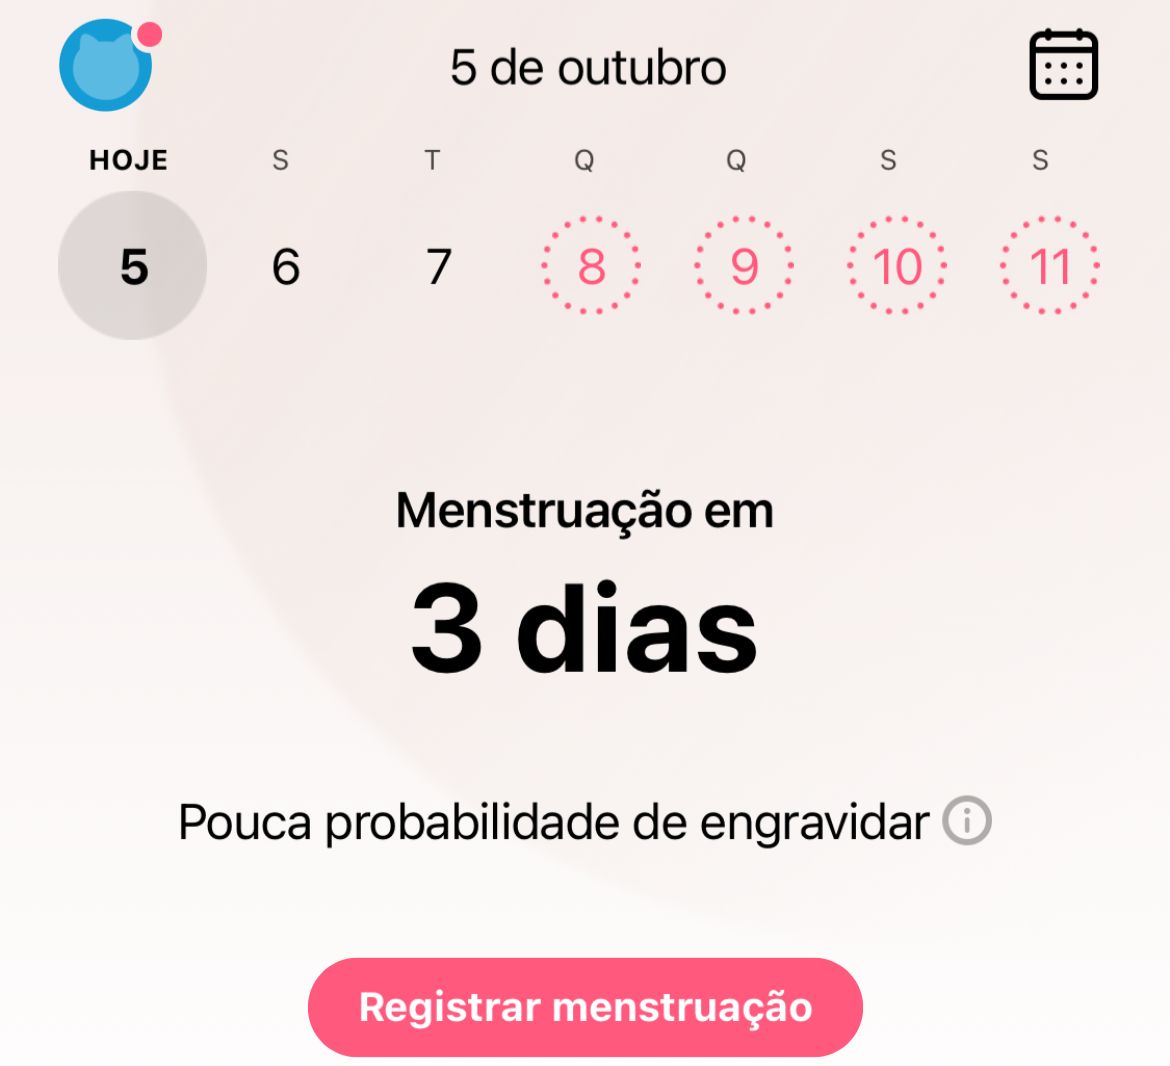 5 de outubro
HOJE S T Q Q S S
5 6 7 8 9 10 11
Menstruação em
3 dias
Pouca probabilidade de engravidar
Registrar menstruação